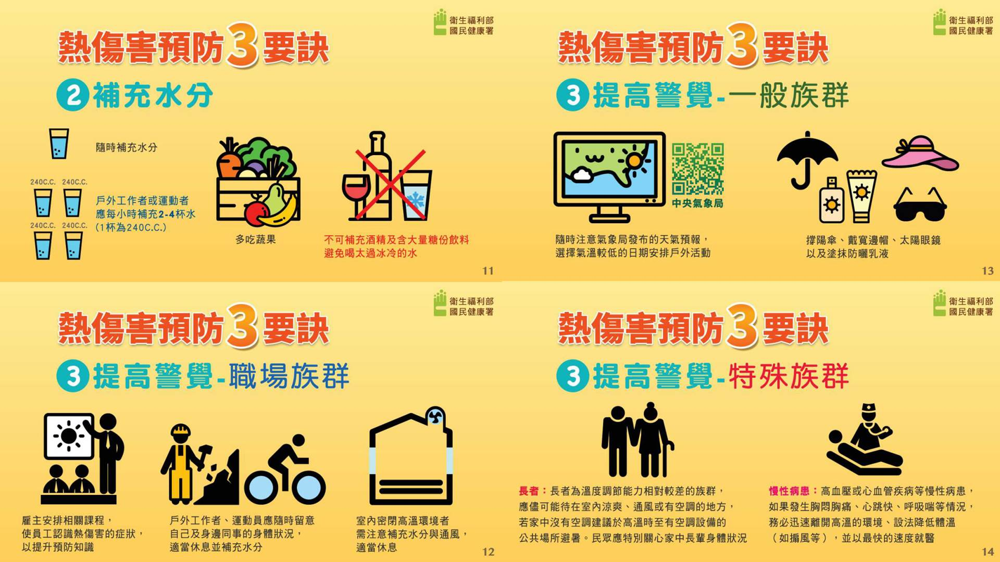 衛生福利部
國民健康署
熱傷害預防3要訣
2補充水分
隨時補充水分
240C.C. 240C.C.
240C.C. 240C.C.
戶外工作者或運動者
應每小時補充2-4杯水
(1杯為240C.C.)
多吃蔬果
不可補充酒精及含大量糖份飲料
避免喝太過冰冷的水
11
衛生福利部
國民健康署
熱傷害預防3要訣
3提高警覺-一般族群
中央氣象局
隨時注意氣象局發布的天氣預報，
選擇氣溫較低的日期安排戶外活動
撐陽傘、戴寬邊帽、太陽眼鏡
以及塗抹防曬乳液
13
衛生福利部
國民健康署
熱傷害預防3要訣
3提高警覺-職場族群
雇主安排相關課程，
使員工認識熱傷害的症狀，
以提升預防知識
戶外工作者、運動員應隨時留意
自己及身邊同事的身體狀況，
適當休息並補充水分
室內密閉高溫環境者
需注意補充水分與通風，
適當休息
12
衛生福利部
國民健康署
熱傷害預防3要訣
3提高警覺-特殊族群
長者：長者為溫度調節能力相對較差的族群，
應儘可能待在室內涼爽、通風或有空調的地方，
若家中沒有空調建議於高溫時至有空調設備的
公共場所避暑。民眾應特別關心家中長輩身體狀況
慢性病患：高血壓或心血管疾病等慢性病患，
如果發生胸悶胸痛、心跳快、呼吸喘等情況，
務必迅速離開高溫的環境、設法降低體溫
（如搧風等），並以最快的速度就醫
14